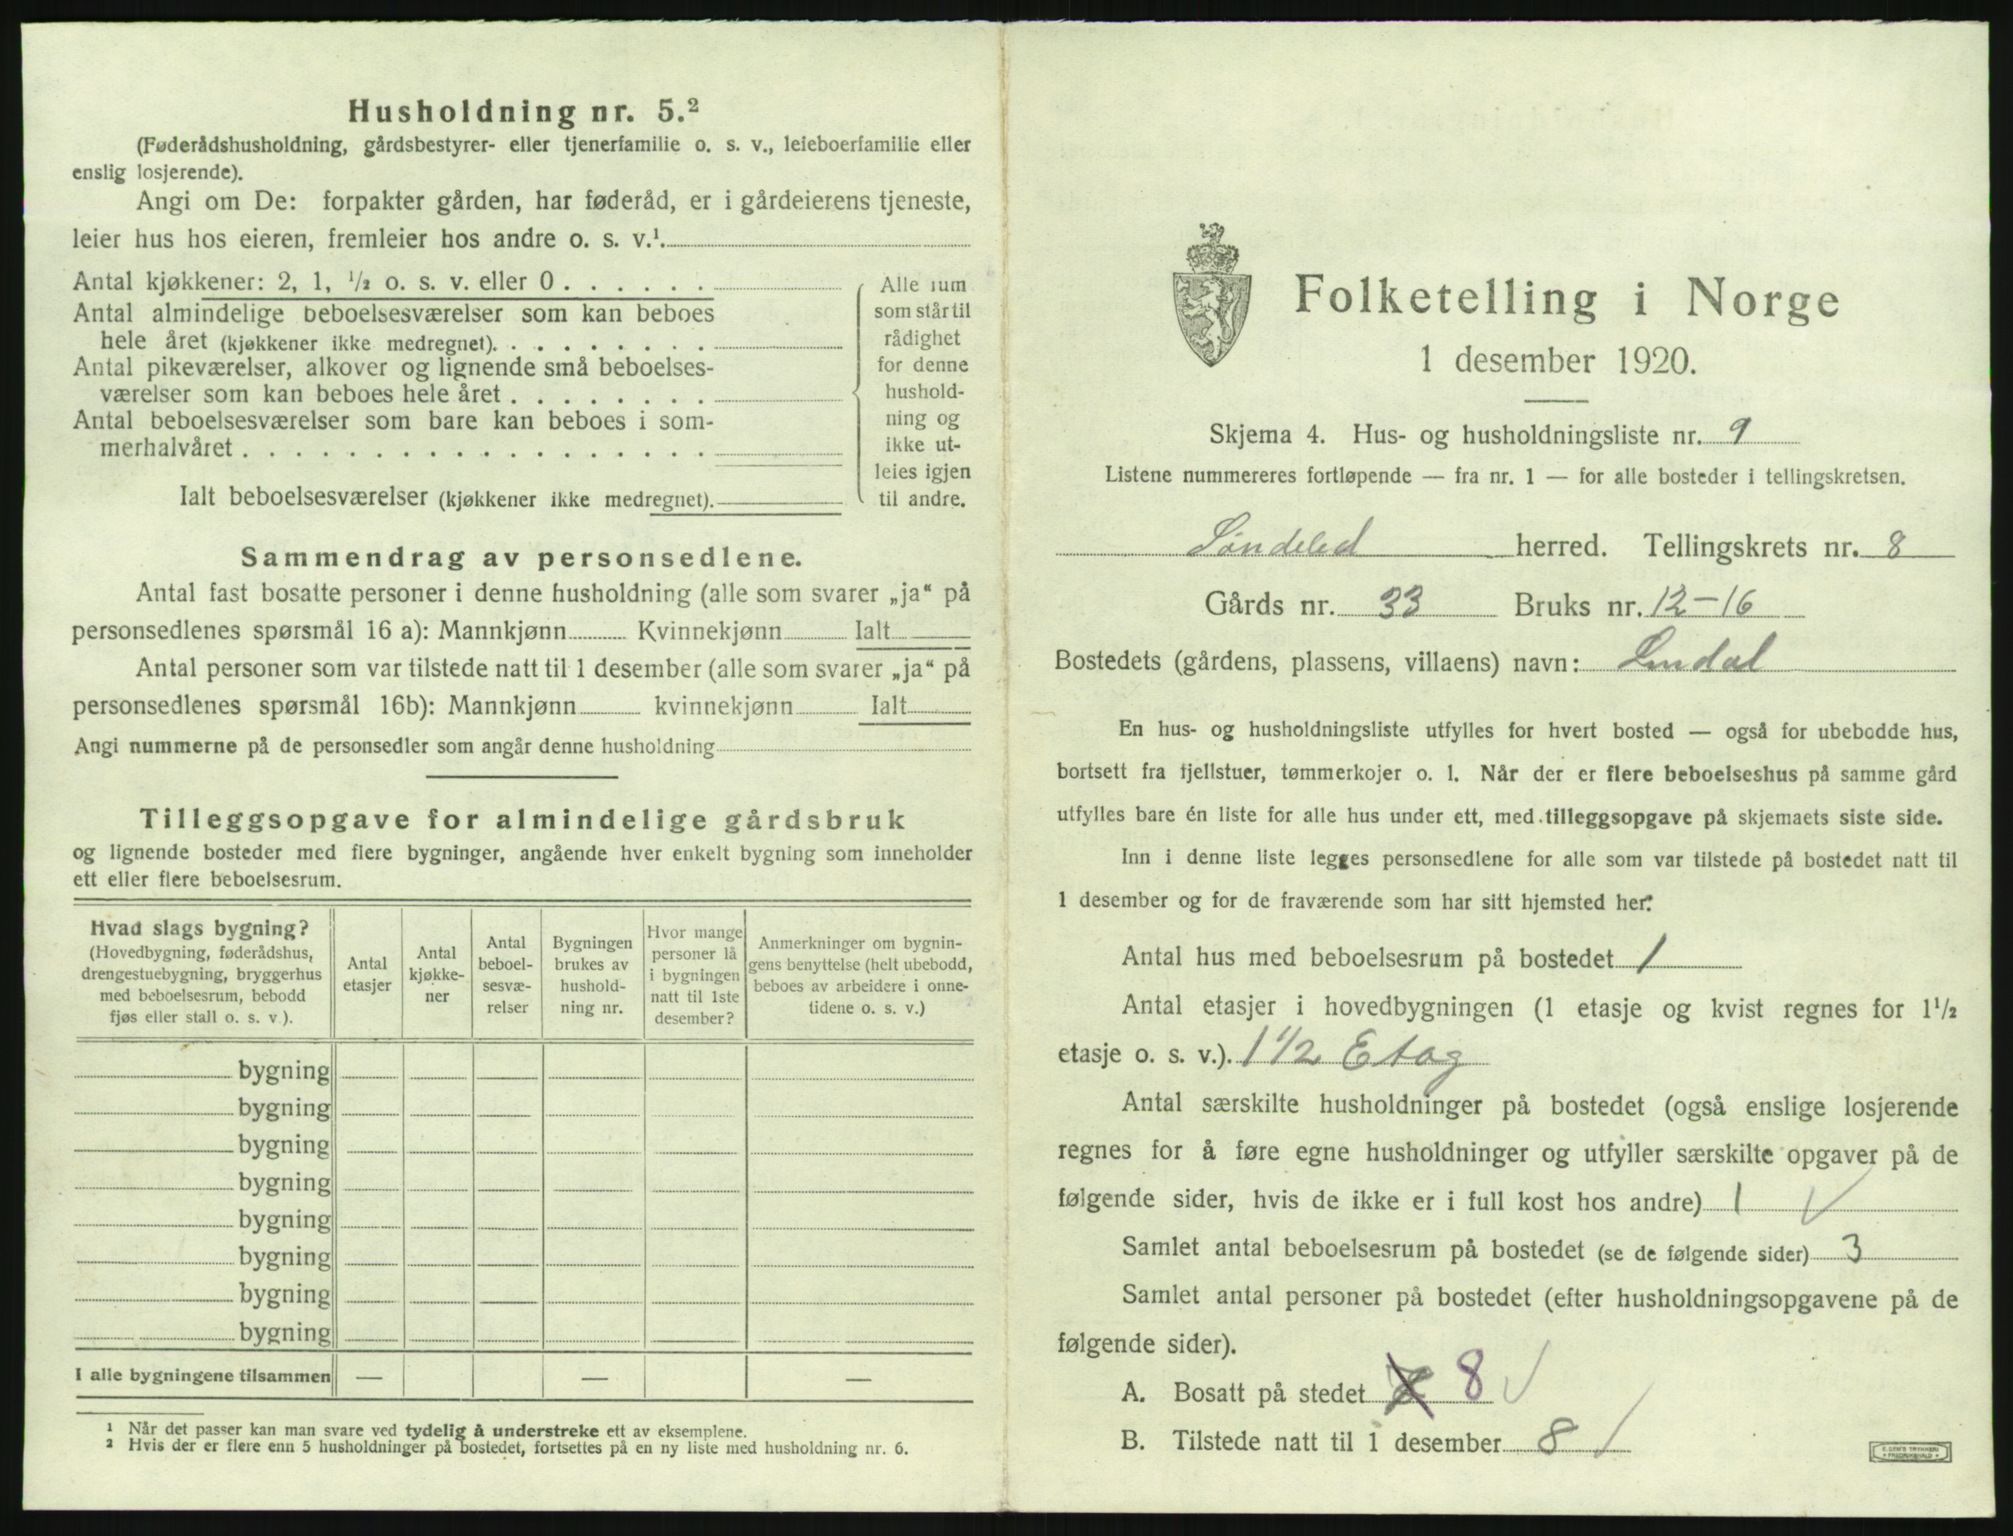 Husholdning nr. 5.²
(Føderådshusholdning, gårdsbestyrer- eller tjenerfamilie o. s. v., leieboerfamilie eller
enslig losjerende).
Angi om De: forpakter gården, har føderåd, er i gårdeierens tjeneste,
leier hus hos eieren, fremleier hos andre o. s. v.¹
Antal kjøkkener: 2, 1, ½ o. s. v. eller 0 . . . . . .
Antal almindelige beboelsesværelser som kan beboes
hele året (kjøkkener ikke medregnet). . . . . . . . .
Antal pikeværelser, alkover og lignende små beboelses-
værelser som kan beboes hele året . . . . . . . .
Antal beboelsesværelser som bare kan beboes i som-
merhalvåret . . . . . . . . . . . . . . . . . .
Ialt beboelsesværelser (kjøkkener ikke medregnet).
Alle rum
som står til
rådighet
for denne
hushold-
ning og
ikke ut-
leies igjen
til andre.
Sammendrag av personsedlene.
Antal fast bosatte personer i denne husholdning (alle som svarer „ja“ på
personsedlenes spørsmål 16 a): Mannkjønn Kvinnekjønn Ialt
Antal personer som var tilstede natt til 1 desember (alle som svarer „ja“ på
personsedlenes spørsmål 16b): Mannkjønn kvinnekjønn Ialt
Angi nummerne på de personsedler som angår denne husholdning
Tilleggsopgave for almindelige gårdsbruk
og lignende bosteder med flere bygninger, angående hver enkelt bygning som inneholder
ett eller flere beboelsesrum.
Hvad slags bygning?
(Hovedbygning, føderådshus,
drengestuebygning, bryggerhus
med beboelsesrum, bebodd
fjøs eller stall o. s. v ).
Antal
etasjer
Antal
kjøkke-
ner
Antal
beboel-
sesvæ-
relser
Bygningen
brukes av
hushold-
ning nr.
Hvor mange
personer lå
i bygningen
natt til 1ste
desember?
Anmerkninger om bygnin-
gens benyttelse (helt ubebodd,
beboes av arbeidere i onne-
tidene o. s. v.)
bygning
bygning
bygning
bygning
bygning
bygning
bygning
bygning
I alle bygningene tilsammen — — —
¹ Når det passer kan man svare ved tydelig å understreke ett av eksemplene.
² Hvis der er flere enn 5 husholdninger på bostedet, fortsettes på en ny liste med husholdning nr. 6.
Folketelling i Norge
1 desember 1920.
Skjema 4. Hus- og husholdningsliste nr. 9
Listene nummereres fortløpende — fra nr. 1 — for alle bosteder i tellingskretsen.
Søndeled herred. Tellingskrets nr. 8
Gårds nr. 33 Bruks nr. 12-16
Bostedets (gårdens, plassens, villaens) navn: Lindal
En hus- og husholdningsliste utfylles for hvert bosted — også for ubebodde hus,
bortsett fra fjellstuer, tømmerkojer o. l. Når der er flere beboelseshus på samme gård
utfylles bare én liste for alle hus under ett, med tilleggsopgave på skjemaets siste side.
Inn i denne liste legges personsedlene for alle som var tilstede på bostedet natt til
1 desember og for de fraværende som har sitt hjemsted her.
Antal hus med beboelsesrum på bostedet 1
Antal etasjer i hovedbygningen (1 etasje og kvist regnes for 1½
etasje o. s. v.). 1 1/2 Etag
Antal særskilte husholdninger på bostedet (også enslige losjerende
regnes for å føre egne husholdninger og utfyller særskilte opgaver på de
følgende sider, hvis de ikke er i full kost hos andre) 1 ✓
Samlet antal beboelsesrum på bostedet (se de følgende sider) 3
Samlet antal personer på bostedet (efter husholdningsopgavene på de
følgende sider).
A. Bosatt på stedet 8 ✓
B. Tilstede natt til 1 desember 8 /